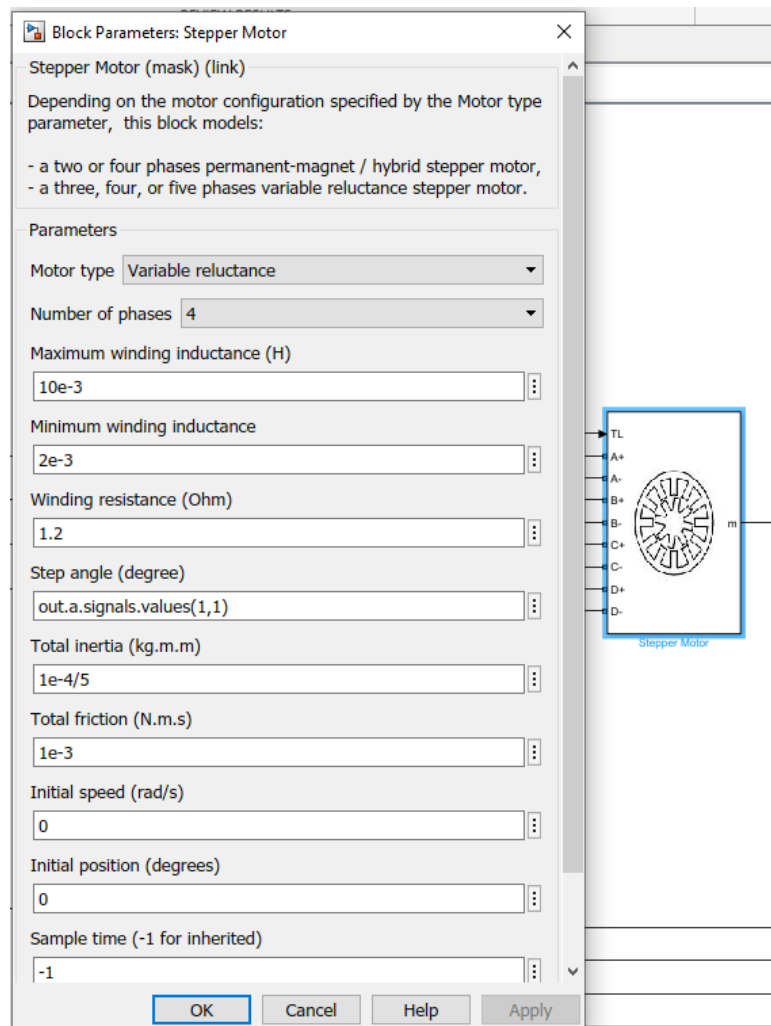 REVIEW RESULTS
Block Parameters: Stepper Motor
Stepper Motor (mask) (link)
Depending on the motor configuration specified by the Motor type
parameter,  this block models:
- a two or four phases permanent-magnet / hybrid stepper motor,
- a three, four, or five phases variable reluctance stepper motor.
Parameters
Motor type Variable reluctance
Number of phases 4
Maximum winding inductance (H)
10e-3
Minimum winding inductance
2e-3
Winding resistance (Ohm)
1.2
Step angle (degree)
out.a.signals.values(1,1)
Total inertia (kg.m.m)
1e-4/5
Total friction (N.m.s)
1e-3
Initial speed (rad/s)
0
Initial position (degrees)
0
Sample time (-1 for inherited)
-1
OK Cancel Help Apply
TL
A+
A-
B+
B-
C+
C-
D+
D-
m
Stepper Motor